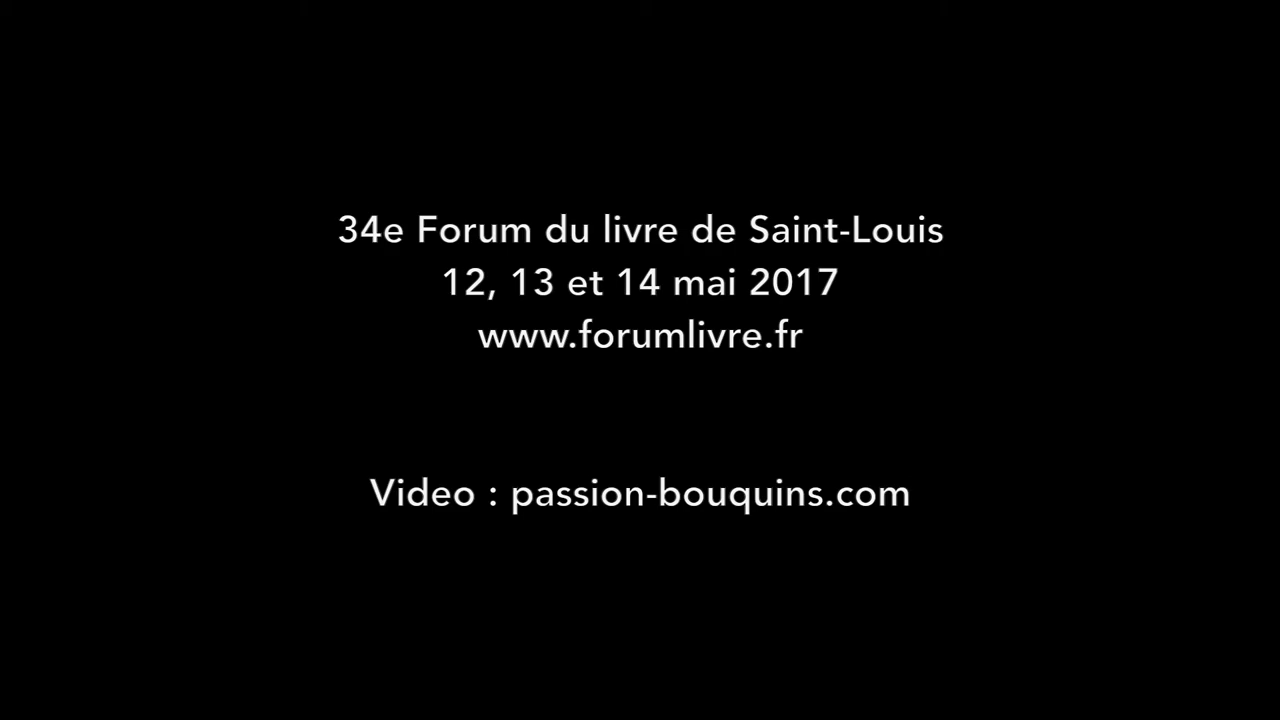 34e Forum du livre de Saint-Louis
12, 13 et 14 mai 2017
www.forumlivre.fr
Video : passion-bouquins.com